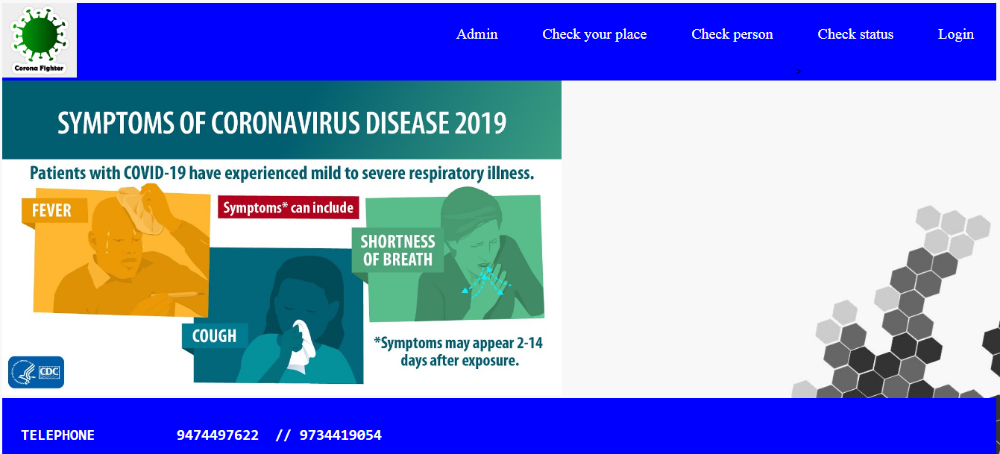 Corona Fighter
Admin Check your place Check person Check status Login
>
SYMPTOMS OF CORONAVIRUS DISEASE 2019
Patients with COVID-19 have experienced mild to severe respiratory illness.
FEVER
Symptoms* can include
SHORTNESS
OF BREATH
COUGH
*Symptoms may appear 2-14
days after exposure.
CDC
TELEPHONE 9474497622 // 9734419054